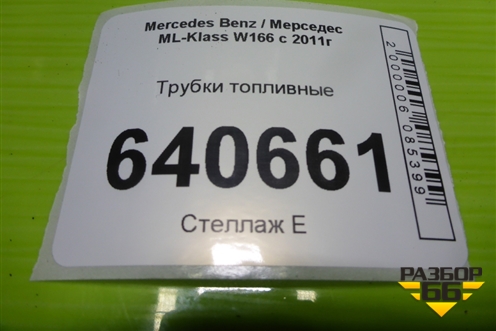 Mercedes Benz / Мерседес
ML-Klass W166 с 2011г
Трубки топливные
640661
Стеллаж Е
2000006085399
РАЗБОР
66